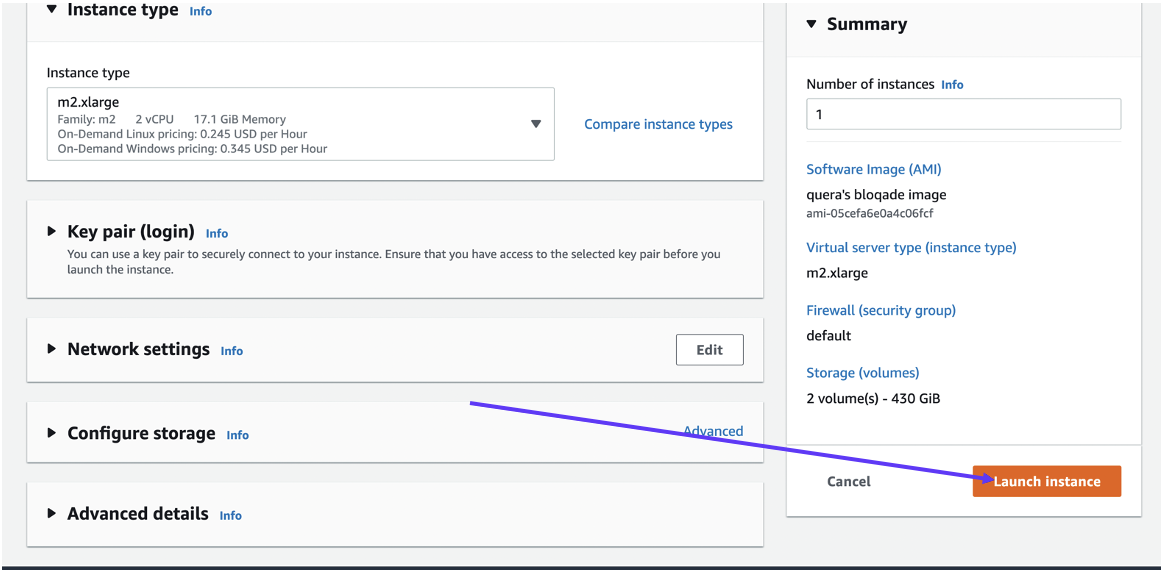 Instance type Info
Instance type
m2.xlarge
Family: m2 2 vCPU 17.1 GiB Memory
On-Demand Linux pricing: 0.245 USD per Hour
On-Demand Windows pricing: 0.345 USD per Hour
Compare instance types
Key pair (login) Info
You can use a key pair to securely connect to your instance. Ensure that you have access to the selected key pair before you
launch the instance.
Network settings Info
Edit
Configure storage Info
Advanced
Advanced details Info
Summary
Number of instances Info
1
Software Image (AMI)
quera's bloqade image
ami-05cefa6e0a4c06fcf
Virtual server type (instance type)
m2.xlarge
Firewall (security group)
default
Storage (volumes)
2 volume(s) - 430 GiB
Cancel
Launch instance